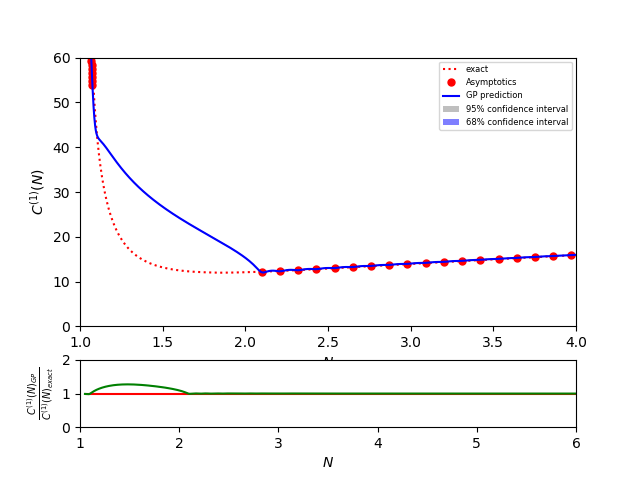 60
50
40
30
20
10
0
C^{(1)}(N)
exact
Asymptotics
GP prediction
95% confidence interval
68% confidence interval
1.0 1.5 2.0 2.5 3.0 3.5 4.0
2
1
0
C^{(1)}(N)_{GP}
C^{(1)}(N)_{exact}
1 2 3 4 5 6
N